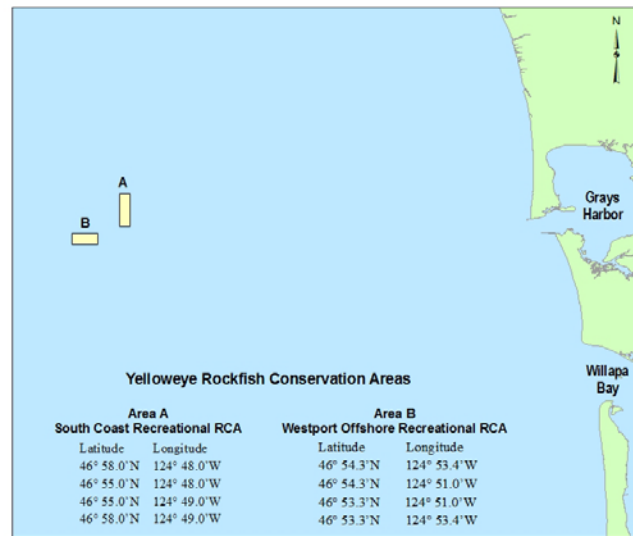 N
A
B
Grays
Harbor
Willapa
Bay
Yelloweye Rockfish Conservation Areas
Area A
South Coast Recreational RCA
Latitude Longitude
46° 58.0'N 124° 48.0'W
46° 55.0'N 124° 48.0'W
46° 55.0'N 124° 49.0'W
46° 58.0'N 124° 49.0'W
Area B
Westport Offshore Recreational RCA
Latitude Longitude
46° 54.3'N 124° 53.4'W
46° 54.3'N 124° 51.0'W
46° 53.3'N 124° 51.0'W
46° 53.3'N 124° 53.4'W